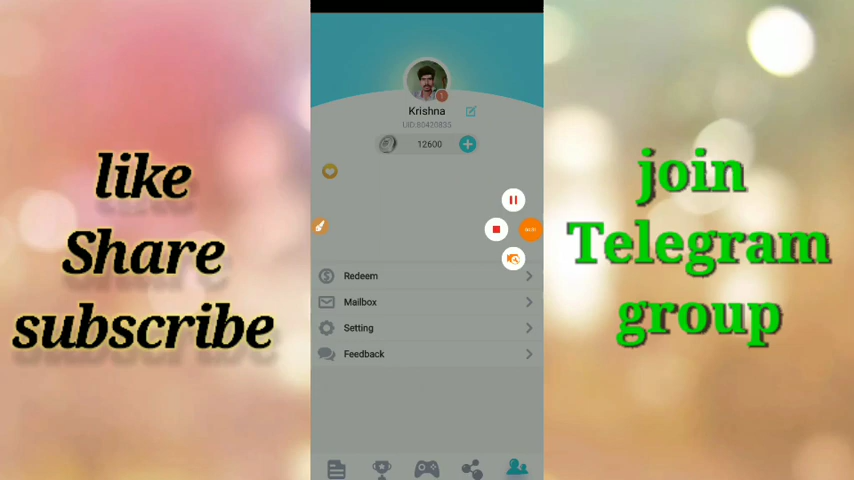 like
Share
subscribe
Krishna
UID:80420835
12600
Redeem
Mailbox
Setting
Feedback
join
Telegram
group